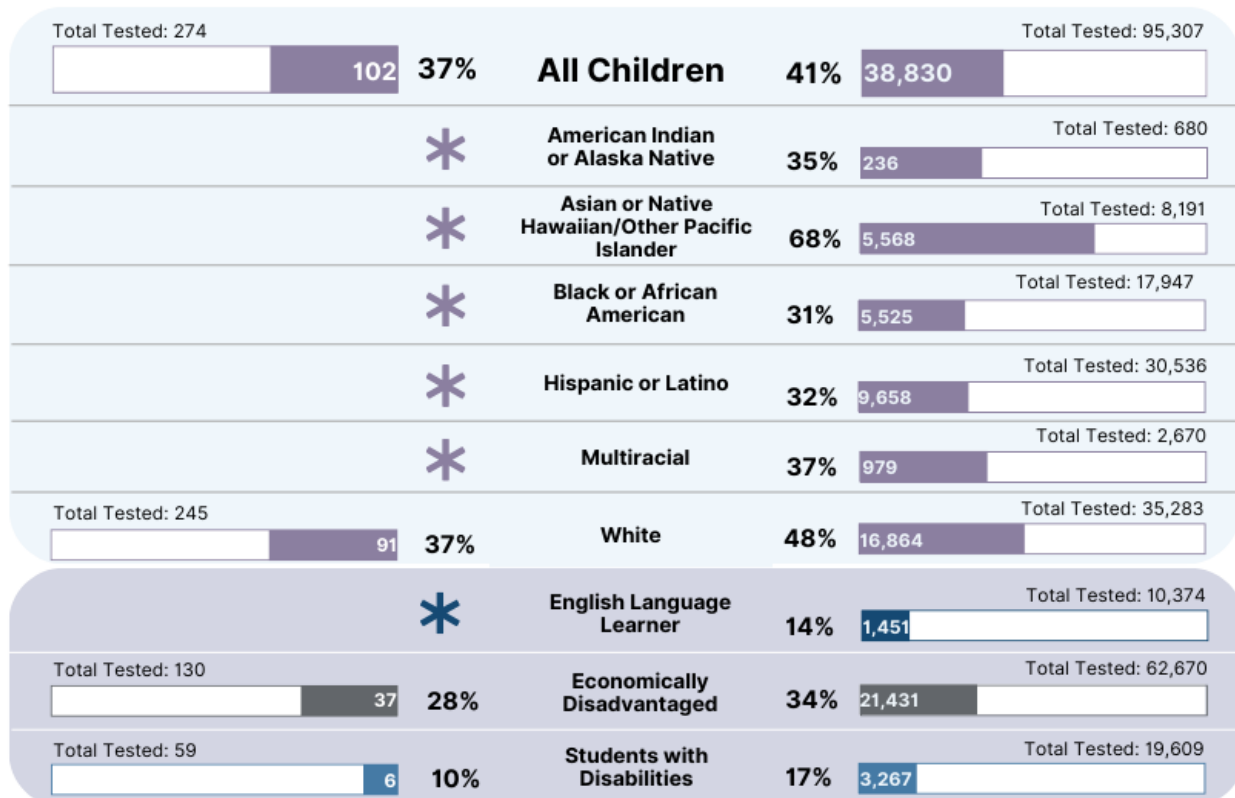 Total Tested: 274
Total Tested: 95,307
102 37% All Children 41% 38,830
Total Tested: 680
* American Indian
or Alaska Native
35% 236
Total Tested: 8,191
* Asian or Native
Hawaiian/Other Pacific
Islander
68% 5,568
Total Tested: 17,947
* Black or African
American
31% 5,525
Total Tested: 30,536
* Hispanic or Latino
32% 9,658
Total Tested: 2,670
* Multiracial
37% 979
Total Tested: 245
Total Tested: 35,283
91 37% White 48% 16,864
Total Tested: 10,374
* English Language
Learner
14% 1,451
Total Tested: 130
Total Tested: 62,670
37 28% Economically
Disadvantaged
34% 21,431
Total Tested: 59
Total Tested: 19,609
6 10% Students with
Disabilities
17% 3,267